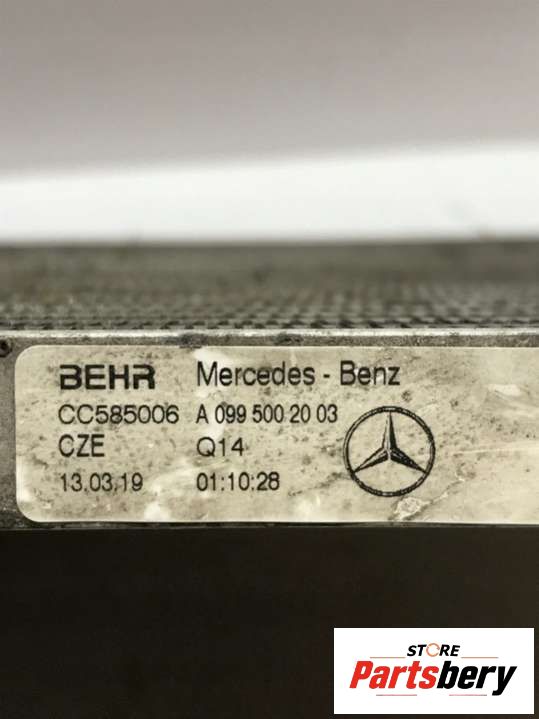 BEHR Mercedes - Benz
CC585006 A 099 500 20 03
CZE Q14
13.03.19 01:10:28
STORE
Partsbery